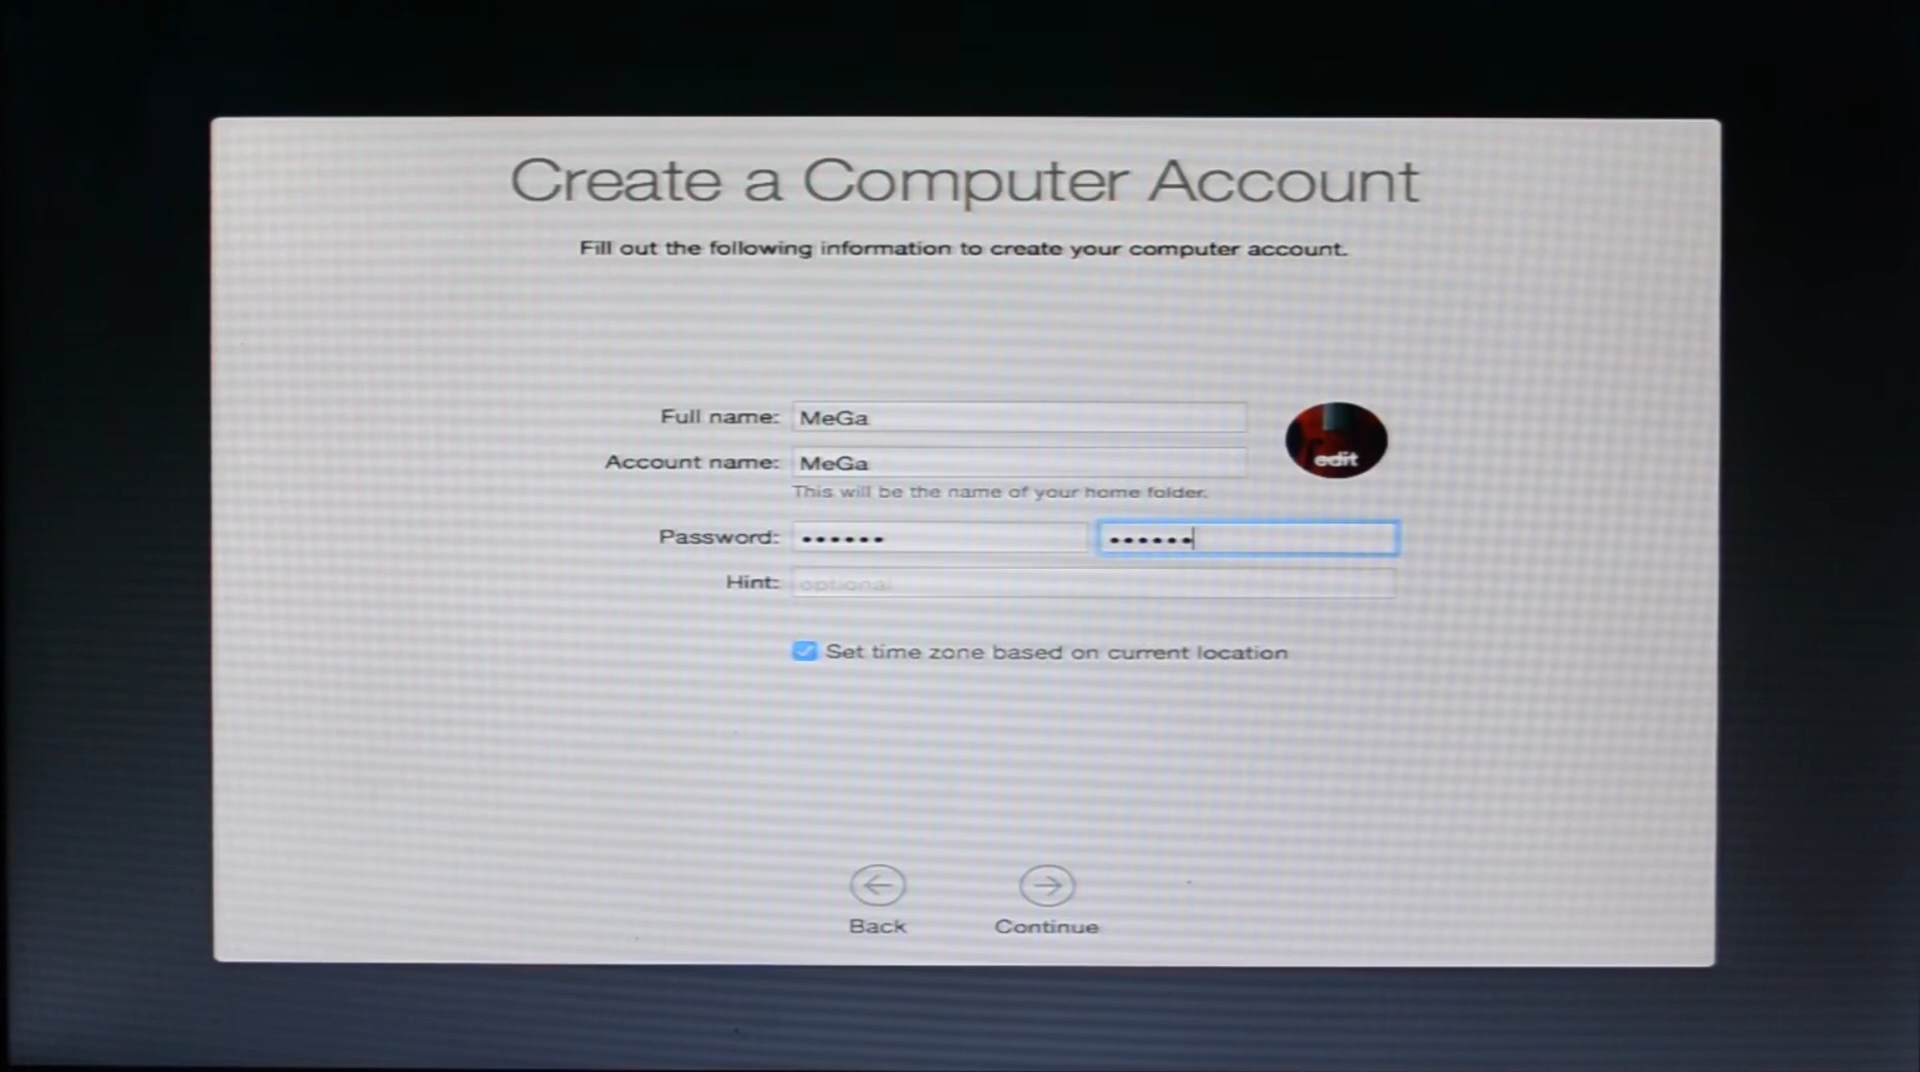 Create a Computer Account
Fill out the following information to create your computer account.
Full name: MeGa
edit
Account name: MeGa
This will be the name of your home folder.
Password: •••••• ••••••
Hint: optional
Set time zone based on current location
Back Continue